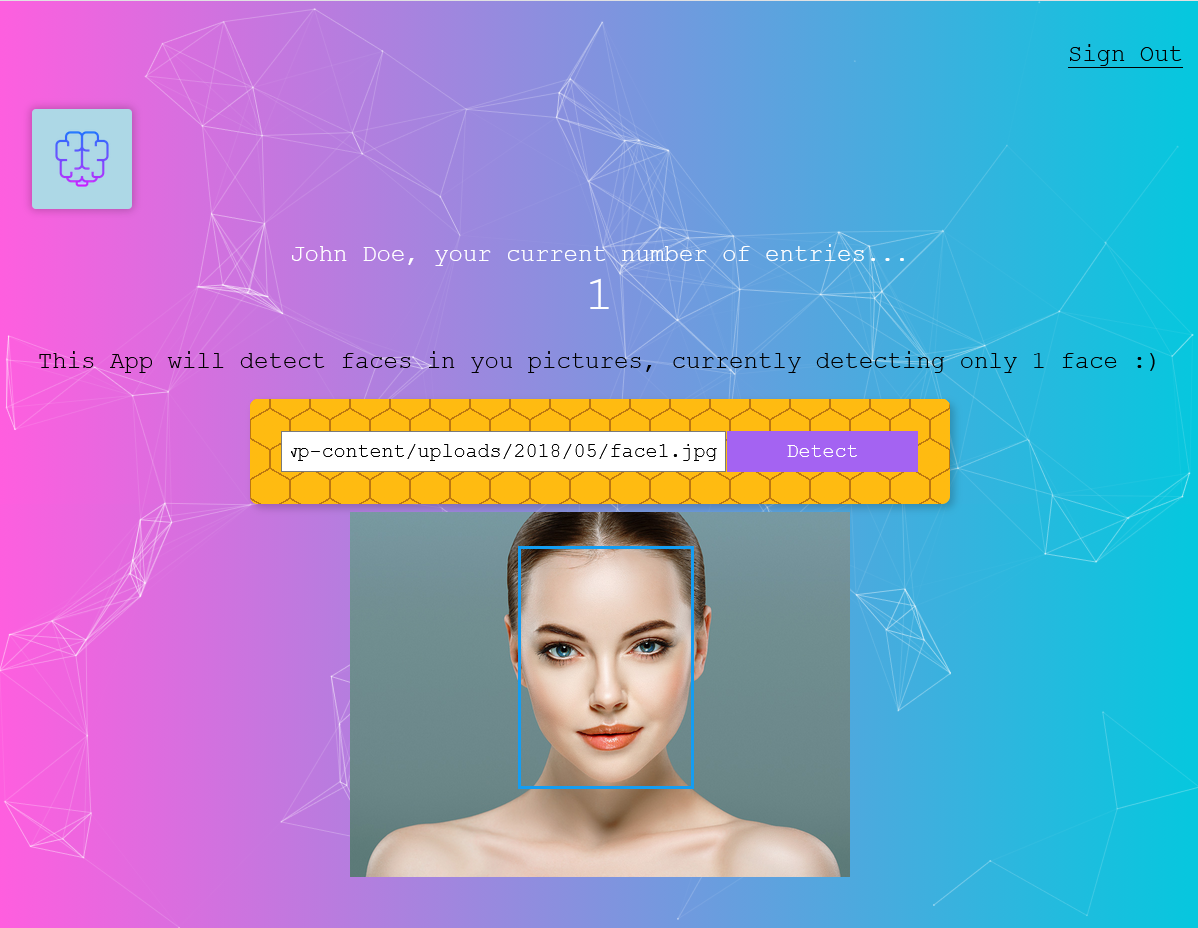 Sign Out
John Doe, your current number of entries...
1
This App will detect faces in you pictures, currently detecting only 1 face :)
wp-content/uploads/2018/05/face1.jpg
Detect